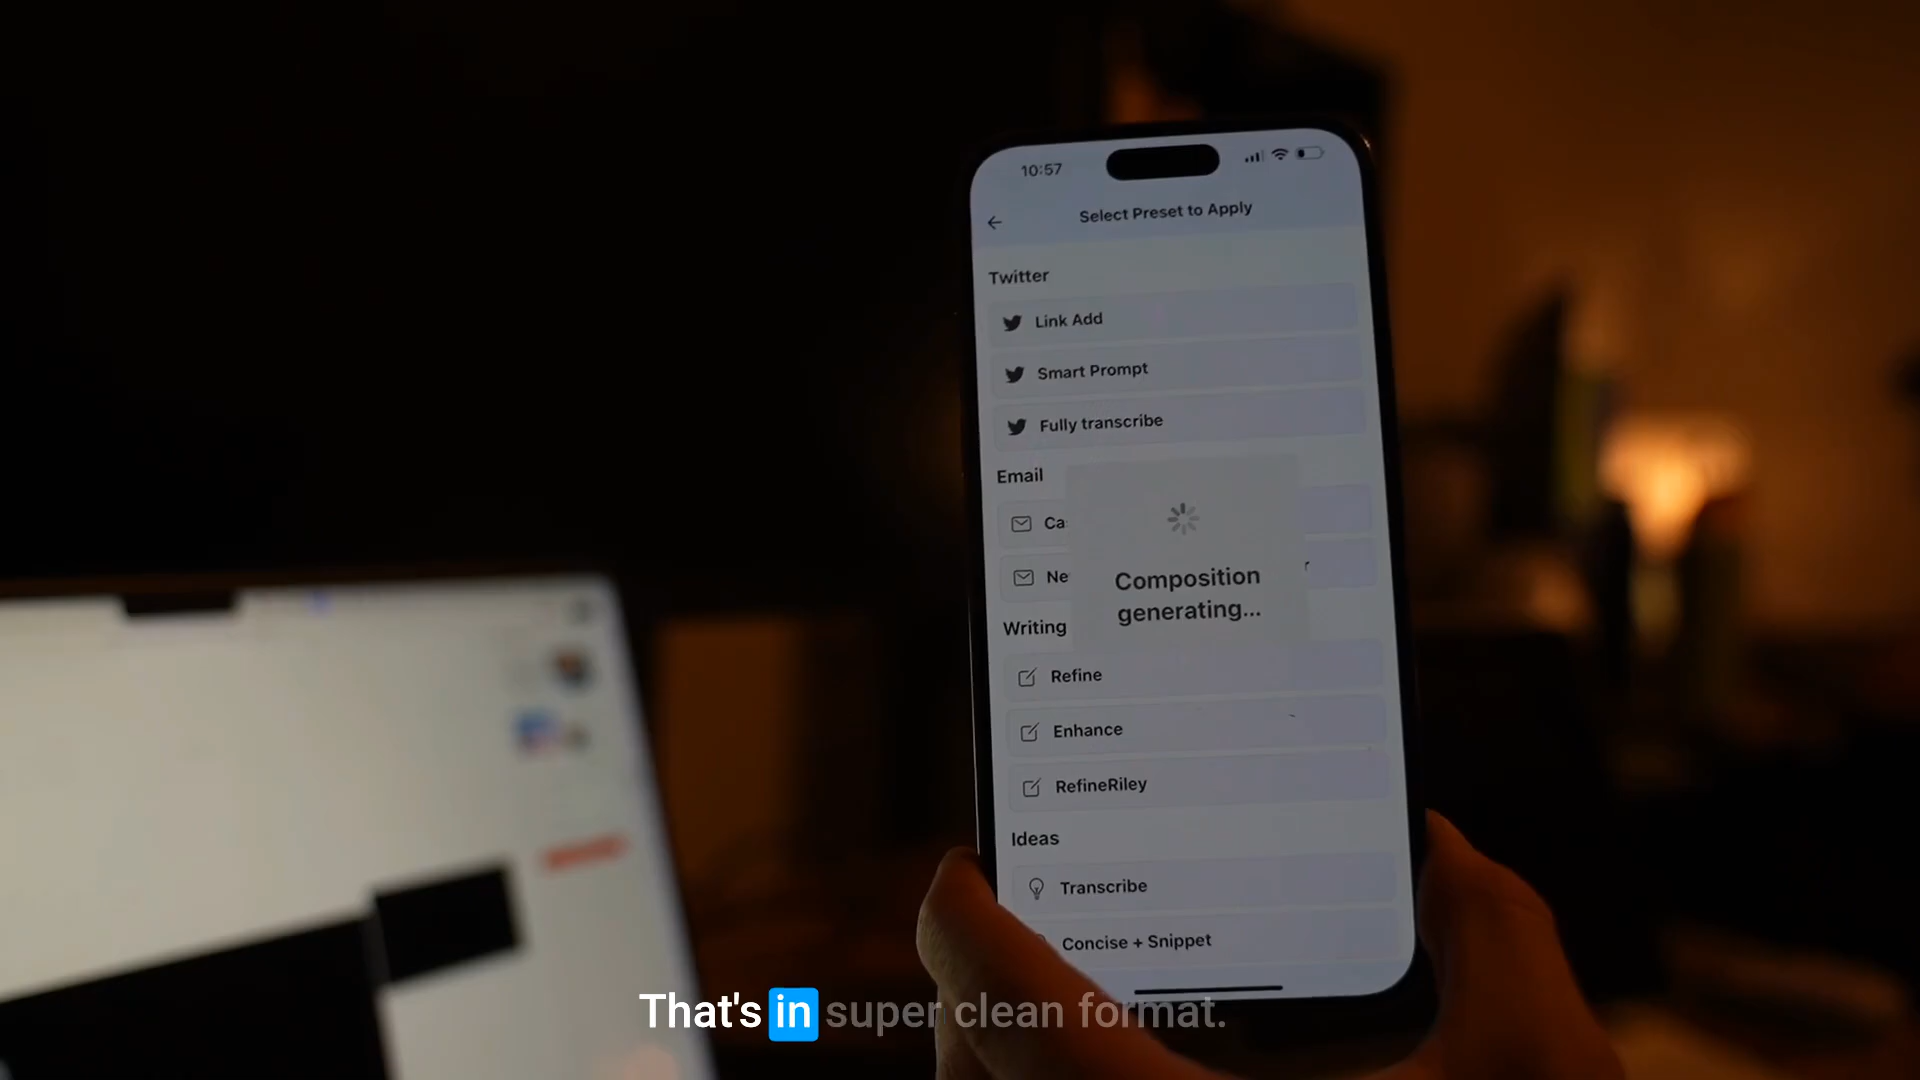 10:57
Select Preset to Apply
Twitter
Link Add
Smart Prompt
Fully transcribe
Email
Composition
generating...
Writing
Refine
Enhance
RefineRiley
Ideas
Transcribe
Concise + Snippet
That's in super clean format.